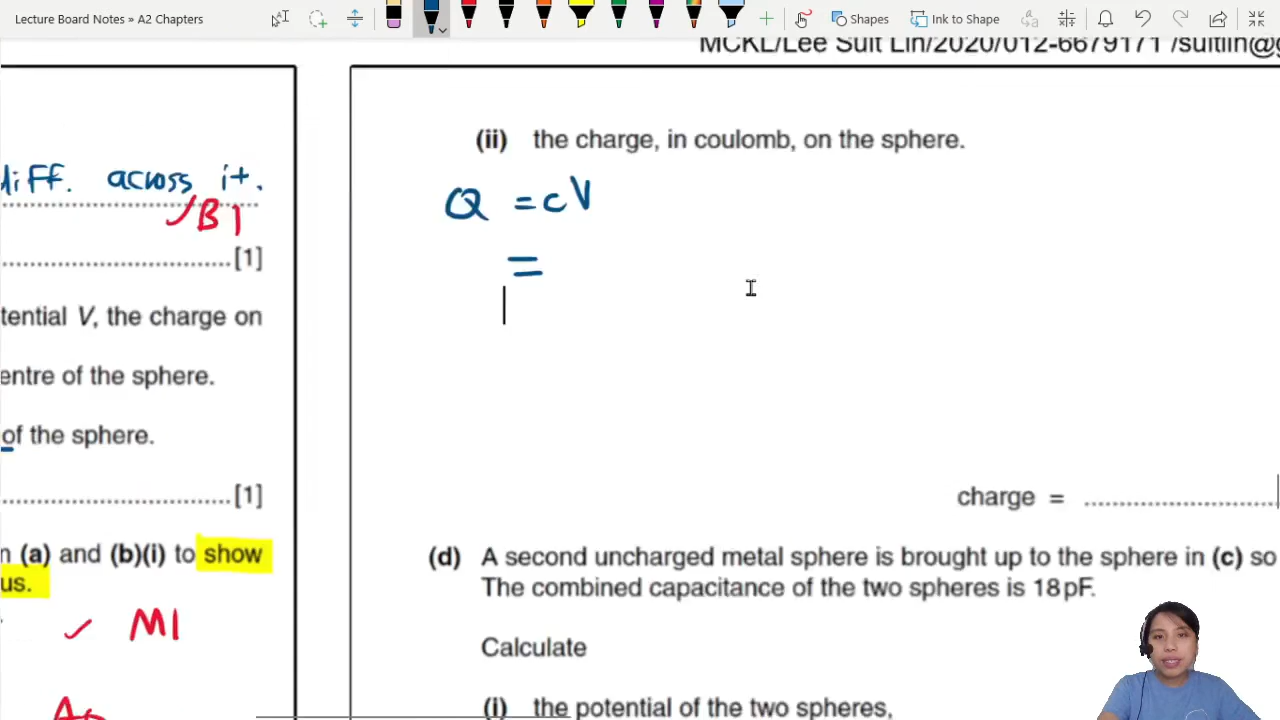 Lecture Board Notes » A2 Chapters
Shapes
Ink to Shape
MCKL/Lee Suit Lin/2020/012-6679171 /suitlin@
diff. across it.
B1
[1]
tential V, the charge on
entre of the sphere.
of the sphere.
[1]
n (a) and (b)(i) to show
us.
M1
(ii) the charge, in coulomb, on the sphere.
Q = cV
=
charge = ..............................
(d) A second uncharged metal sphere is brought up to the sphere in (c) so
The combined capacitance of the two spheres is 18 pF.
Calculate
(i) the potential of the two spheres,